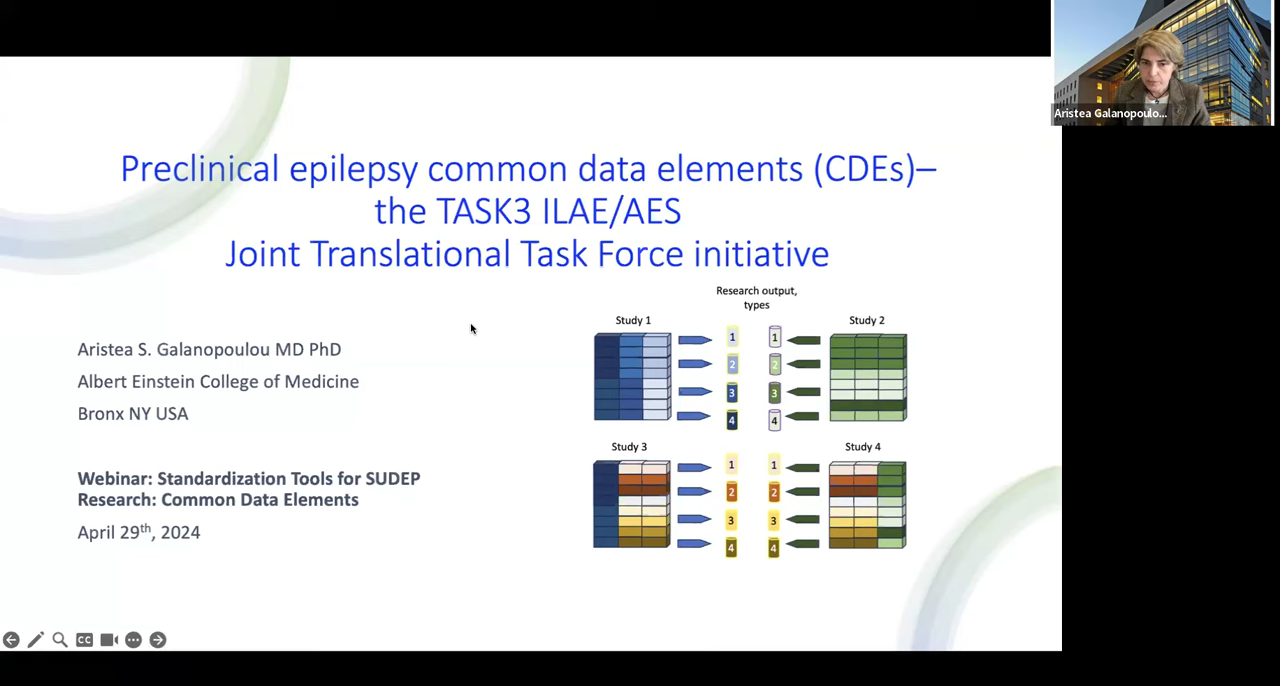 Aristea Galanopoulo...
Preclinical epilepsy common data elements (CDEs)–
the TASK3 ILAE/AES
Joint Translational Task Force initiative
Research output,
types
Study 1
Study 2
1
1
2
2
3
3
4
4
Study 3
Study 4
1
1
2
2
3
3
4
4
Aristea S. Galanopoulou MD PhD
Albert Einstein College of Medicine
Bronx NY USA
Webinar: Standardization Tools for SUDEP
Research: Common Data Elements
April 29th, 2024
CC